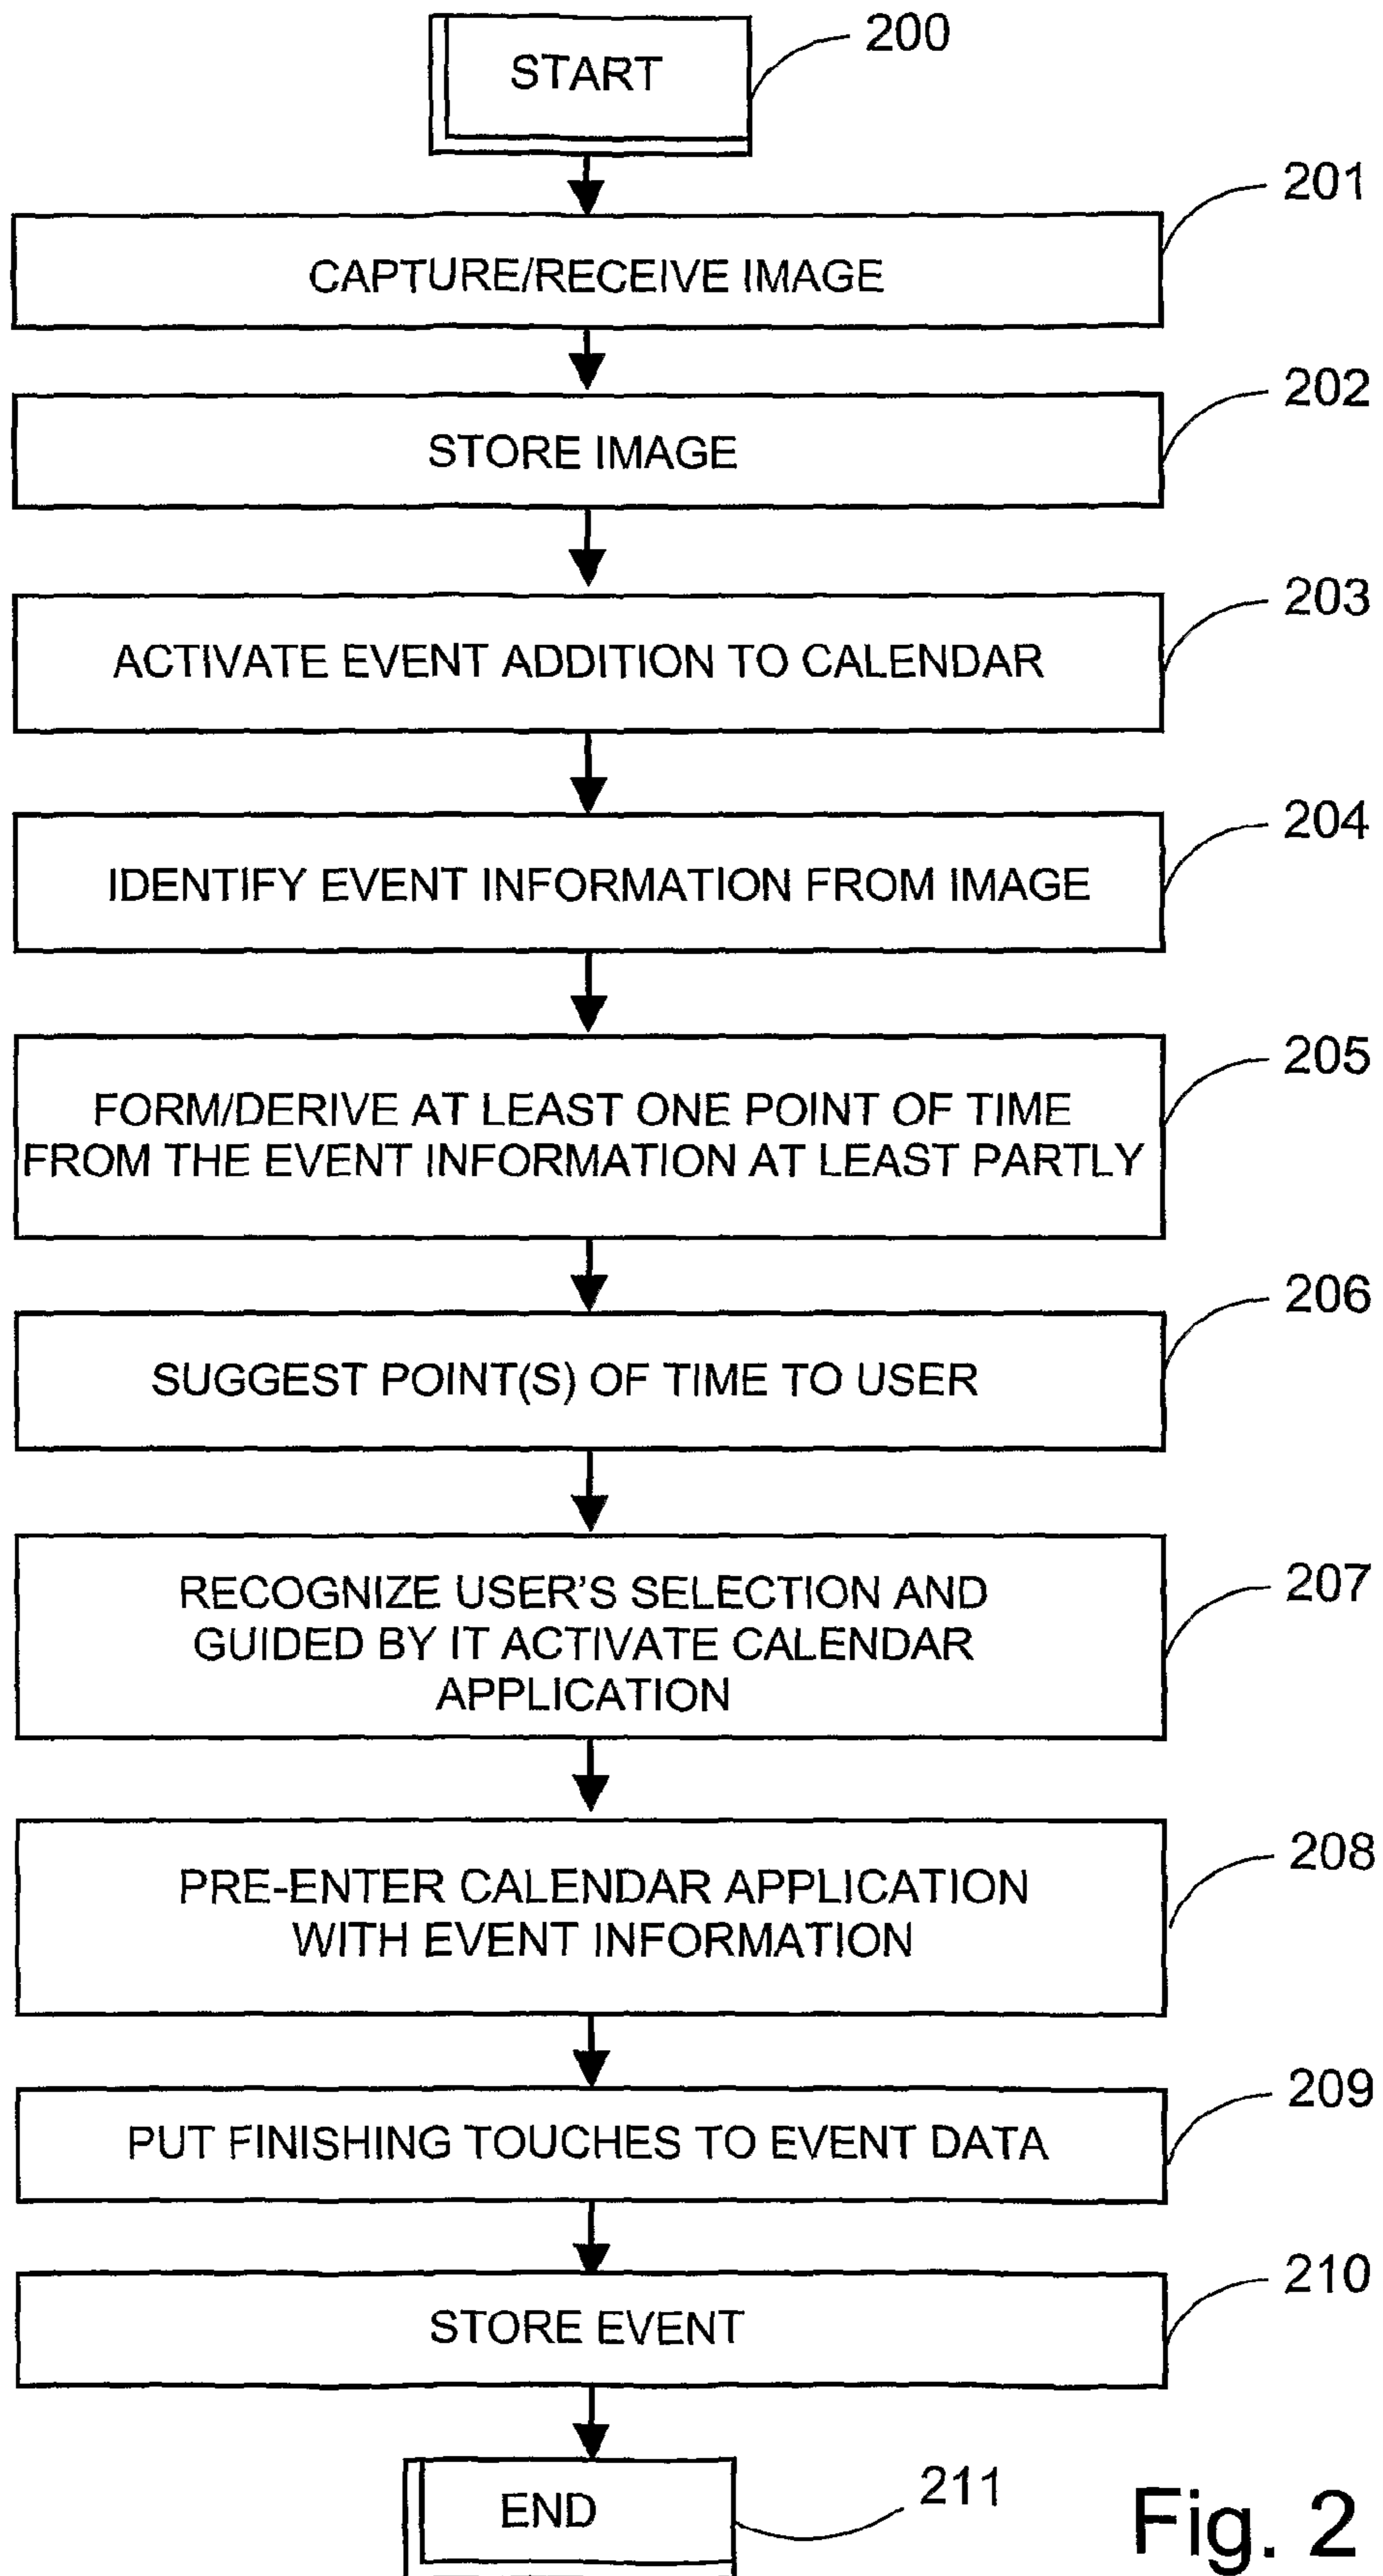 START
200
201
CAPTURE/RECEIVE IMAGE
202
STORE IMAGE
203
ACTIVATE EVENT ADDITION TO CALENDAR
204
IDENTIFY EVENT INFORMATION FROM IMAGE
205
FORM/DERIVE AT LEAST ONE POINT OF TIME
FROM THE EVENT INFORMATION AT LEAST PARTLY
206
SUGGEST POINT(S) OF TIME TO USER
207
RECOGNIZE USER'S SELECTION AND
GUIDED BY IT ACTIVATE CALENDAR
APPLICATION
208
PRE-ENTER CALENDAR APPLICATION
WITH EVENT INFORMATION
209
PUT FINISHING TOUCHES TO EVENT DATA
210
STORE EVENT
211
END
Fig. 2